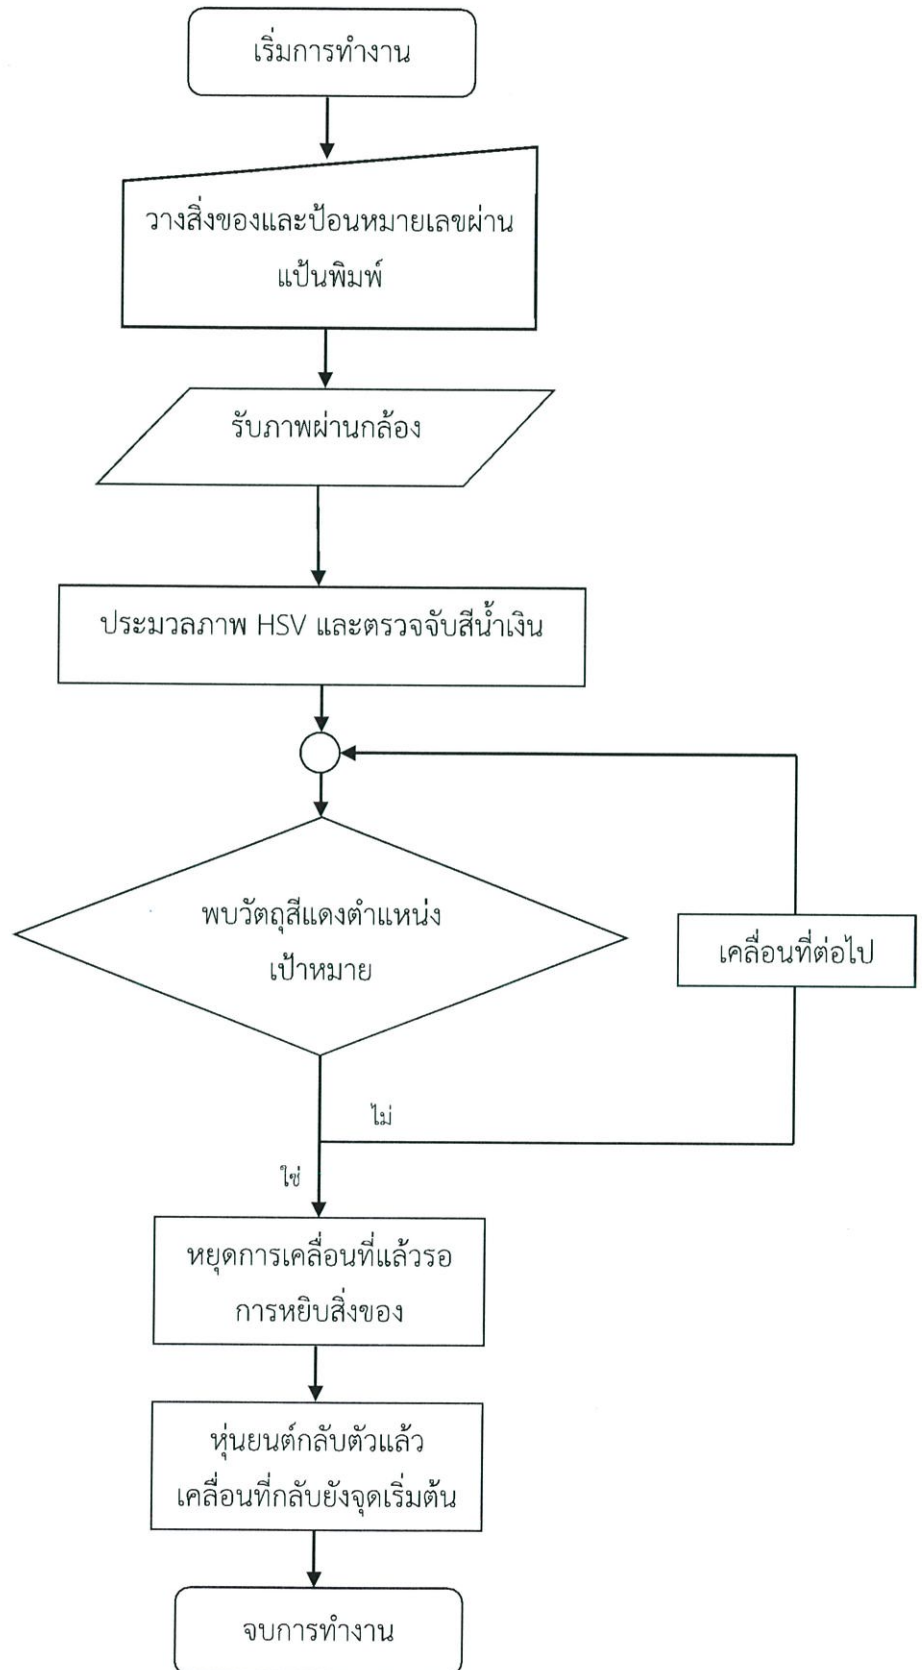 เริ่มการทำงาน
วางสิ่งของและป้อนหมายเลขผ่าน
แป้นพิมพ์
รับภาพผ่านกล้อง
ประมวลภาพ HSV และตรวจจับสีน้ำเงิน
พบวัตถุสีแดงตำแหน่ง
เป้าหมาย
เคลื่อนที่ต่อไป
ไม่
ใช่
หยุดการเคลื่อนที่แล้วรอ
การหยิบสิ่งของ
หุ่นยนต์กลับตัวแล้ว
เคลื่อนที่กลับยังจุดเริ่มต้น
จบการทำงาน